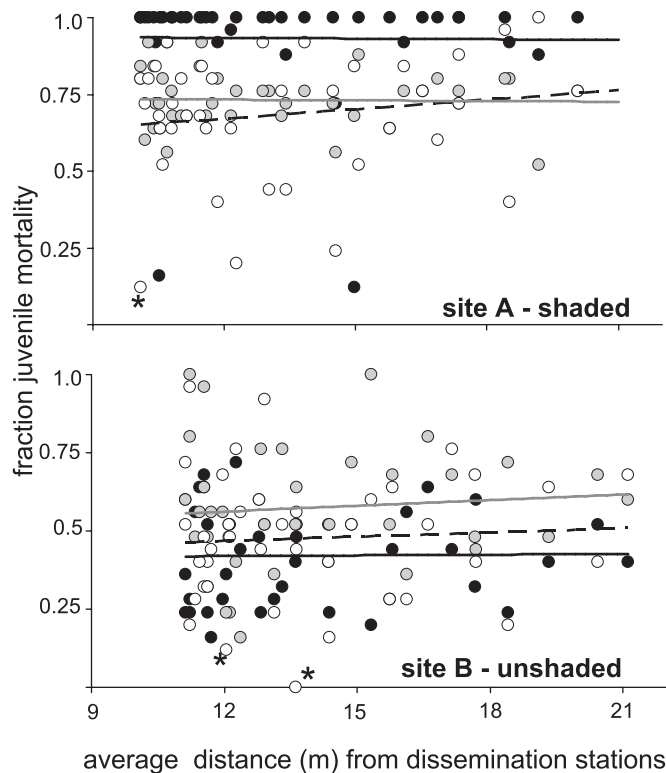 fraction juvenile mortality
1.0
0.75
0.5
0.25
*
site A - shaded
1.0
0.75
0.5
0.25
*
*
site B - unshaded
9 12 15 18 21
average distance (m) from dissemination stations